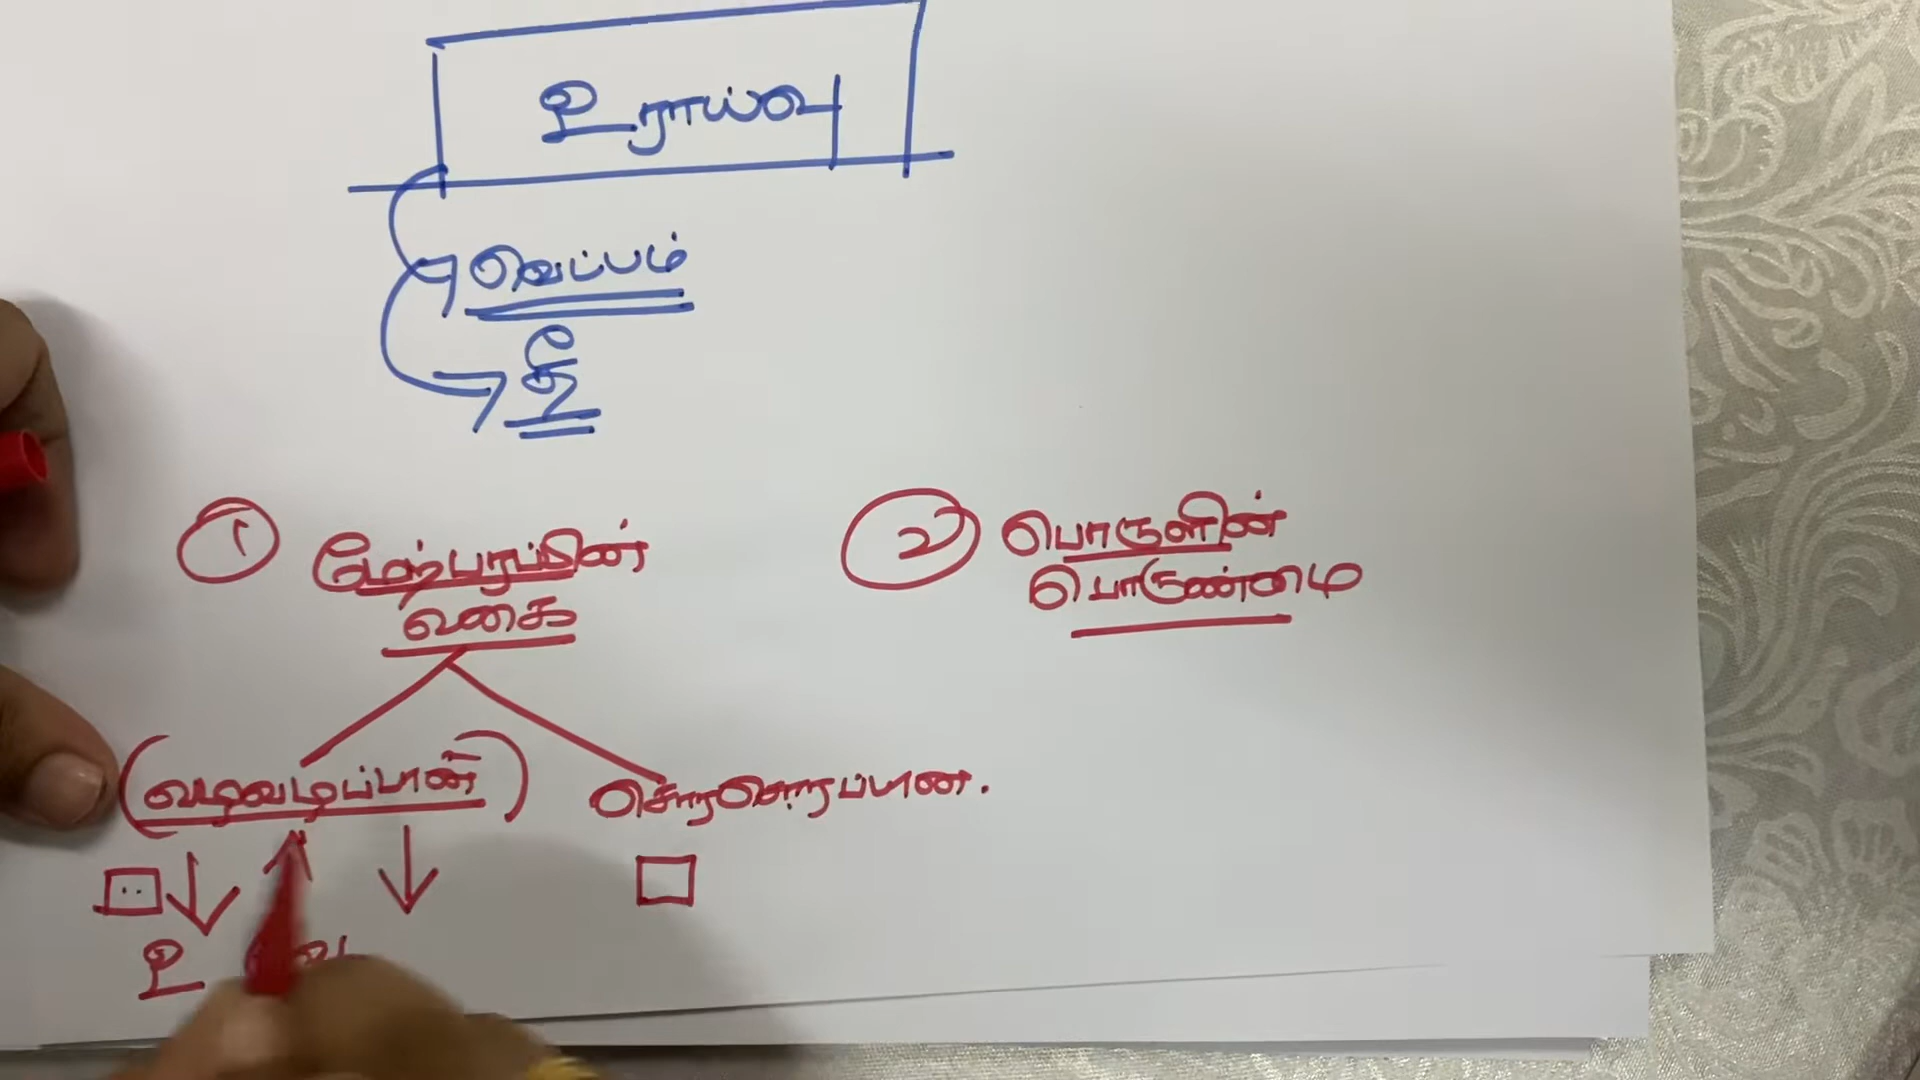 உராய்வு
வெப்பம்
தீ
1 மேற்பரப்பின்
வகை
2 பொருளின்
பொருண்மை
(வழவழப்பான)
சொரசொரப்பான.
உ